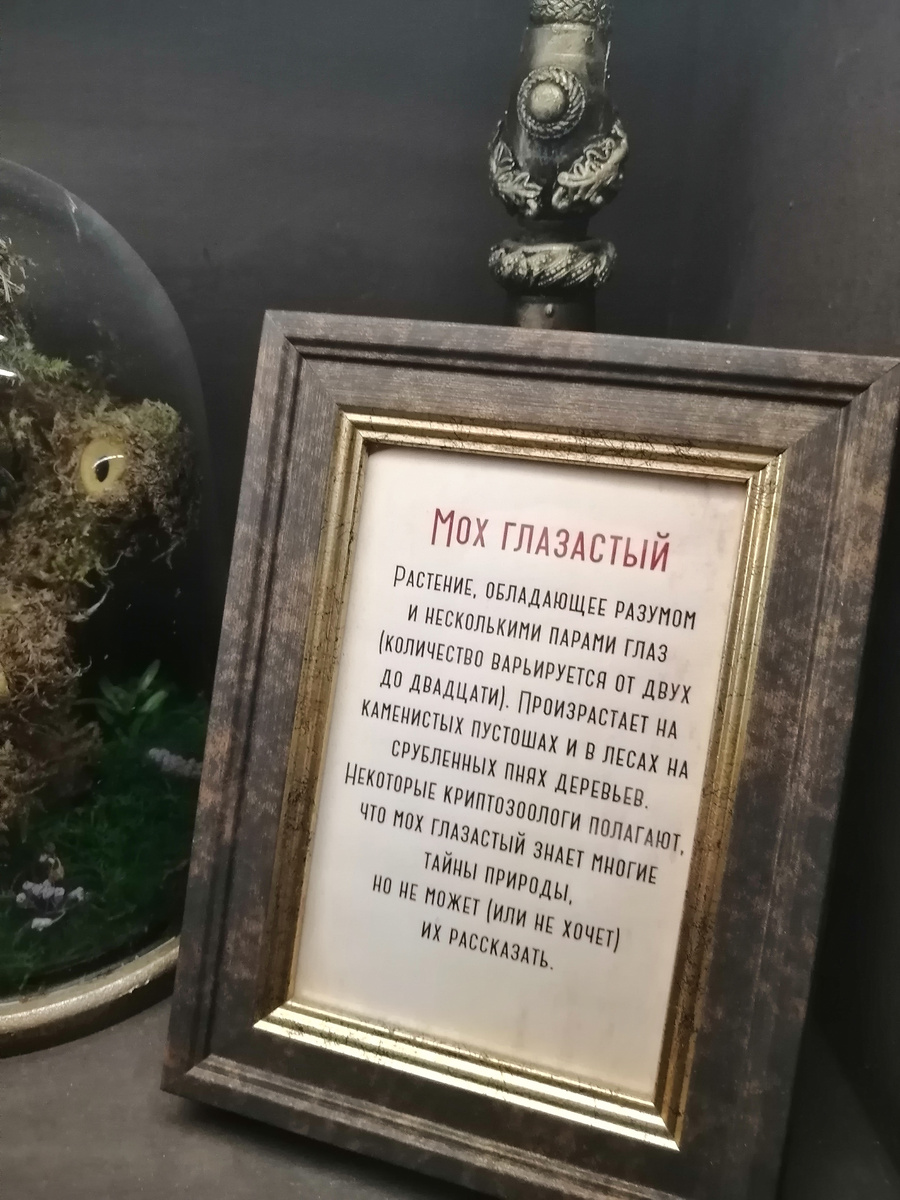 Мох глазастый
Растение, обладающее разумом
и несколькими парами глаз
(количество варьируется от двух
до двадцати). Произрастает на
каменистых пустошах и в лесах на
срубленных пнях деревьев.
Некоторые криптозоологи полагают,
что мох глазастый знает многие
тайны природы,
но не может (или не хочет)
их рассказать.